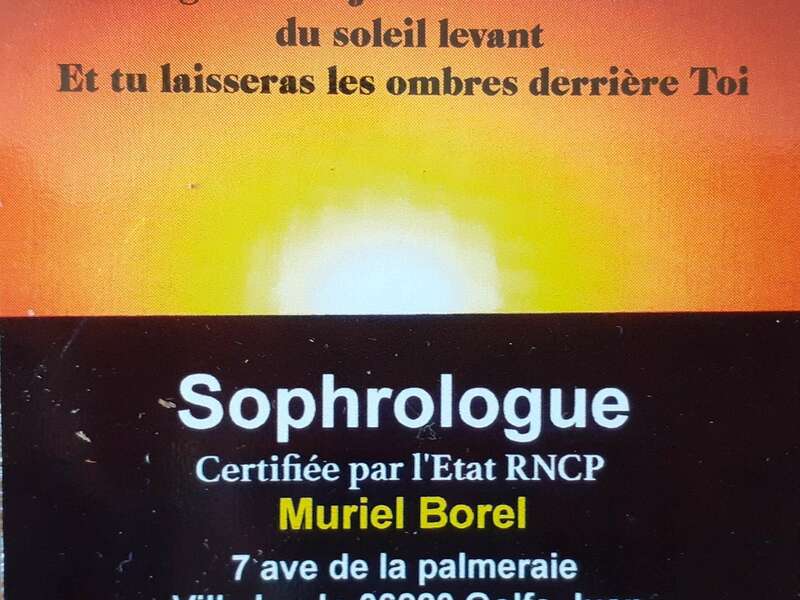 du soleil levant
Et tu laisseras les ombres derrière Toi
Sophrologue
Certifiée par l'Etat RNCP
Muriel Borel
7 ave de la palmeraie